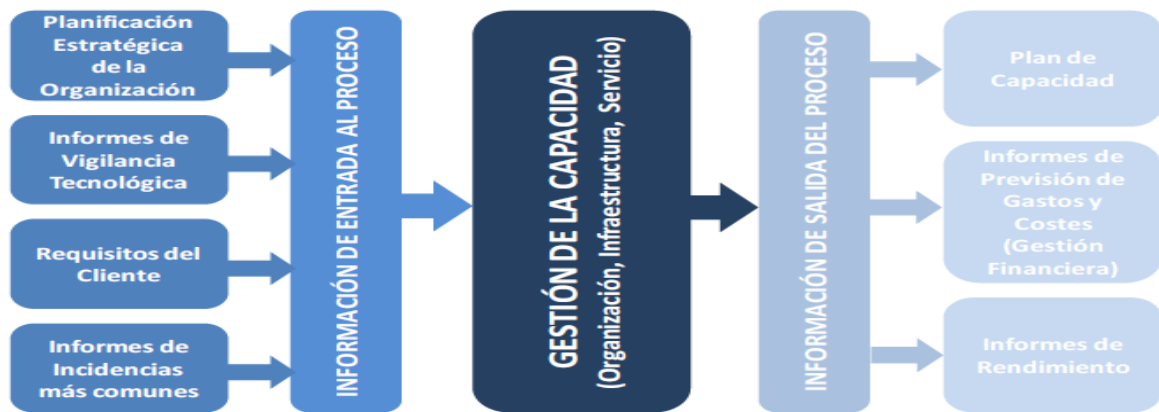 Planificación
Estratégica
de la
Organización
Informes de
Vigilancia
Tecnológica
Requisitos del
Cliente
Informes de
Incidencias
más comunes
INFORMACIÓN DE ENTRADA AL PROCESO
GESTIÓN DE LA CAPACIDAD
(Organización, Infraestructura, Servicio)
INFORMACIÓN DE SALIDA DEL PROCESO
Plan de
Capacidad
Informes de
Previsión de
Gastos y
Costes
(Gestión
Financiera)
Informes de
Rendimiento